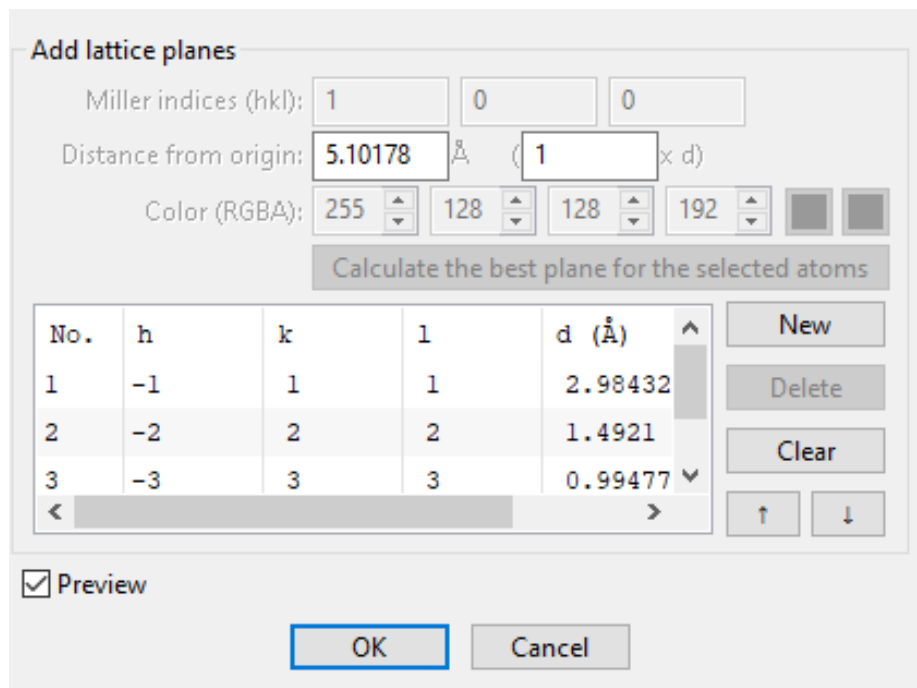 Add lattice planes
Miller indices (hkl): 1 0 0
Distance from origin: 5.10178 Å ( 1 x d)
Color (RGBA): 255 128 128 192
Calculate the best plane for the selected atoms
No. h k l d (Å)
1 -1 1 1 2.98432
2 -2 2 2 1.4921
3 -3 3 3 0.99477
New
Delete
Clear
↑ ↓
Preview
OK Cancel